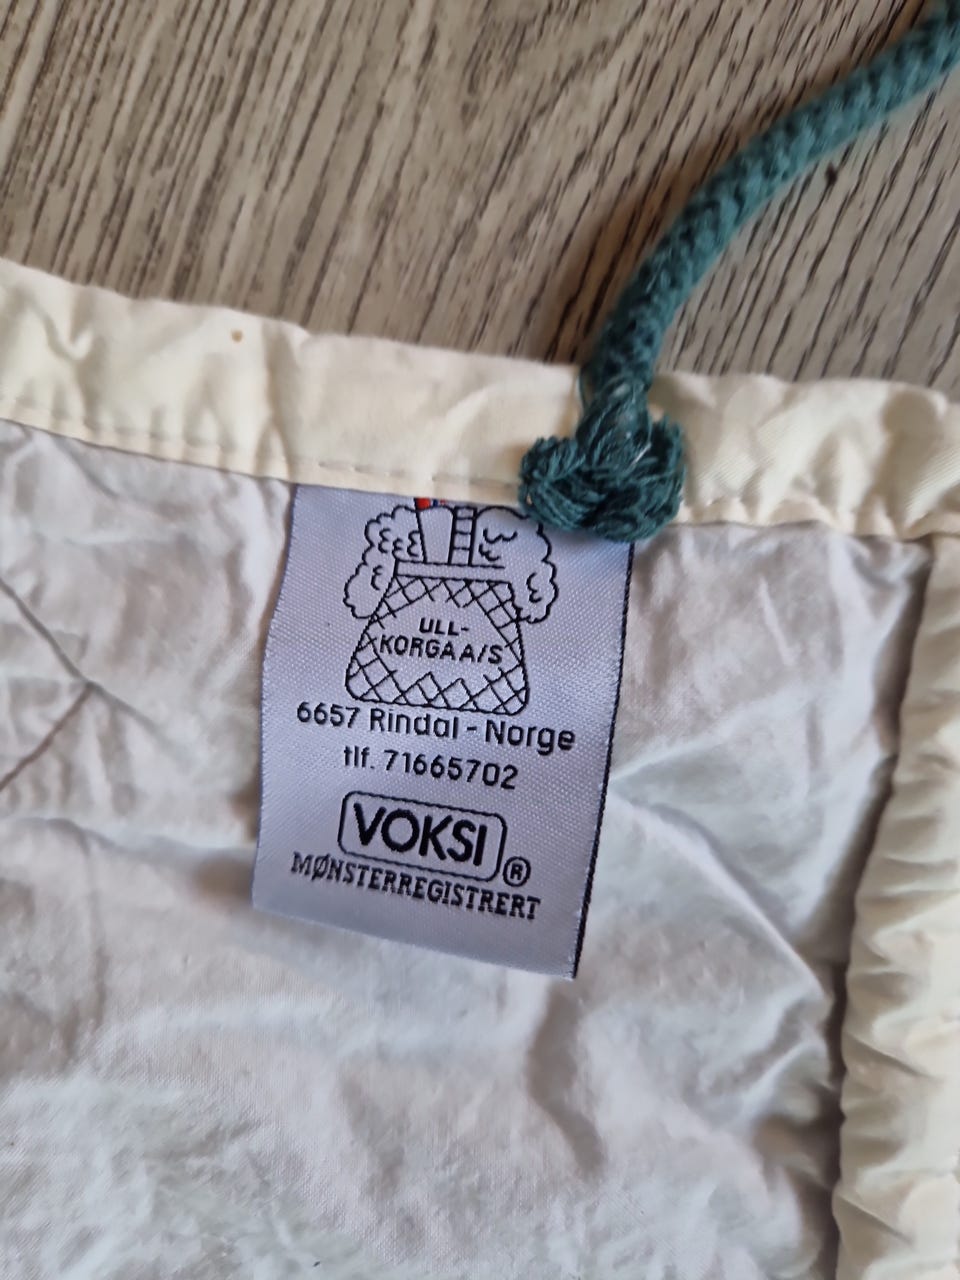 ULL-
KORGA A/S
6657 Rindal - Norge
tlf. 71665702
VOKSI ®
MØNSTERREGISTRERT